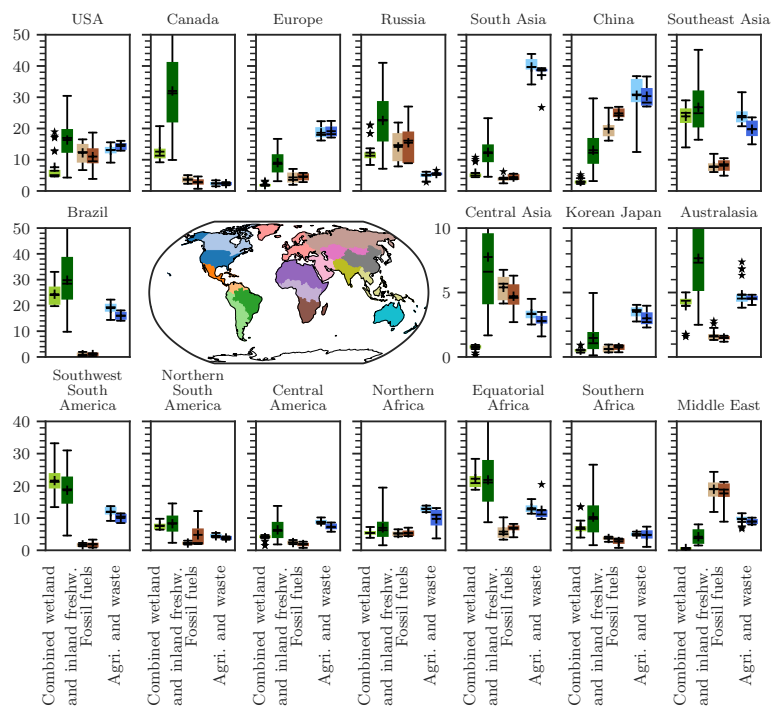 USA
Canada
Europe
Russia
South Asia
China
Southeast Asia
50
40
30
20
10
0
Brazil
Central Asia
Korean Japan
Australasia
50
40
30
20
10
0
10
5
0
Southwest
South
America
Northern
South
America
Central
America
Northern
Africa
Equatorial
Africa
Southern
Africa
Middle East
40
30
20
10
0
Combined wetland
and inland freshw.
Fossil fuels
Agri. and waste
Combined wetland
and inland freshw.
Fossil fuels
Agri. and waste
Combined wetland
and inland freshw.
Fossil fuels
Agri. and waste
Combined wetland
and inland freshw.
Fossil fuels
Agri. and waste
Combined wetland
and inland freshw.
Fossil fuels
Agri. and waste
Combined wetland
and inland freshw.
Fossil fuels
Agri. and waste
Combined wetland
and inland freshw.
Fossil fuels
Agri. and waste